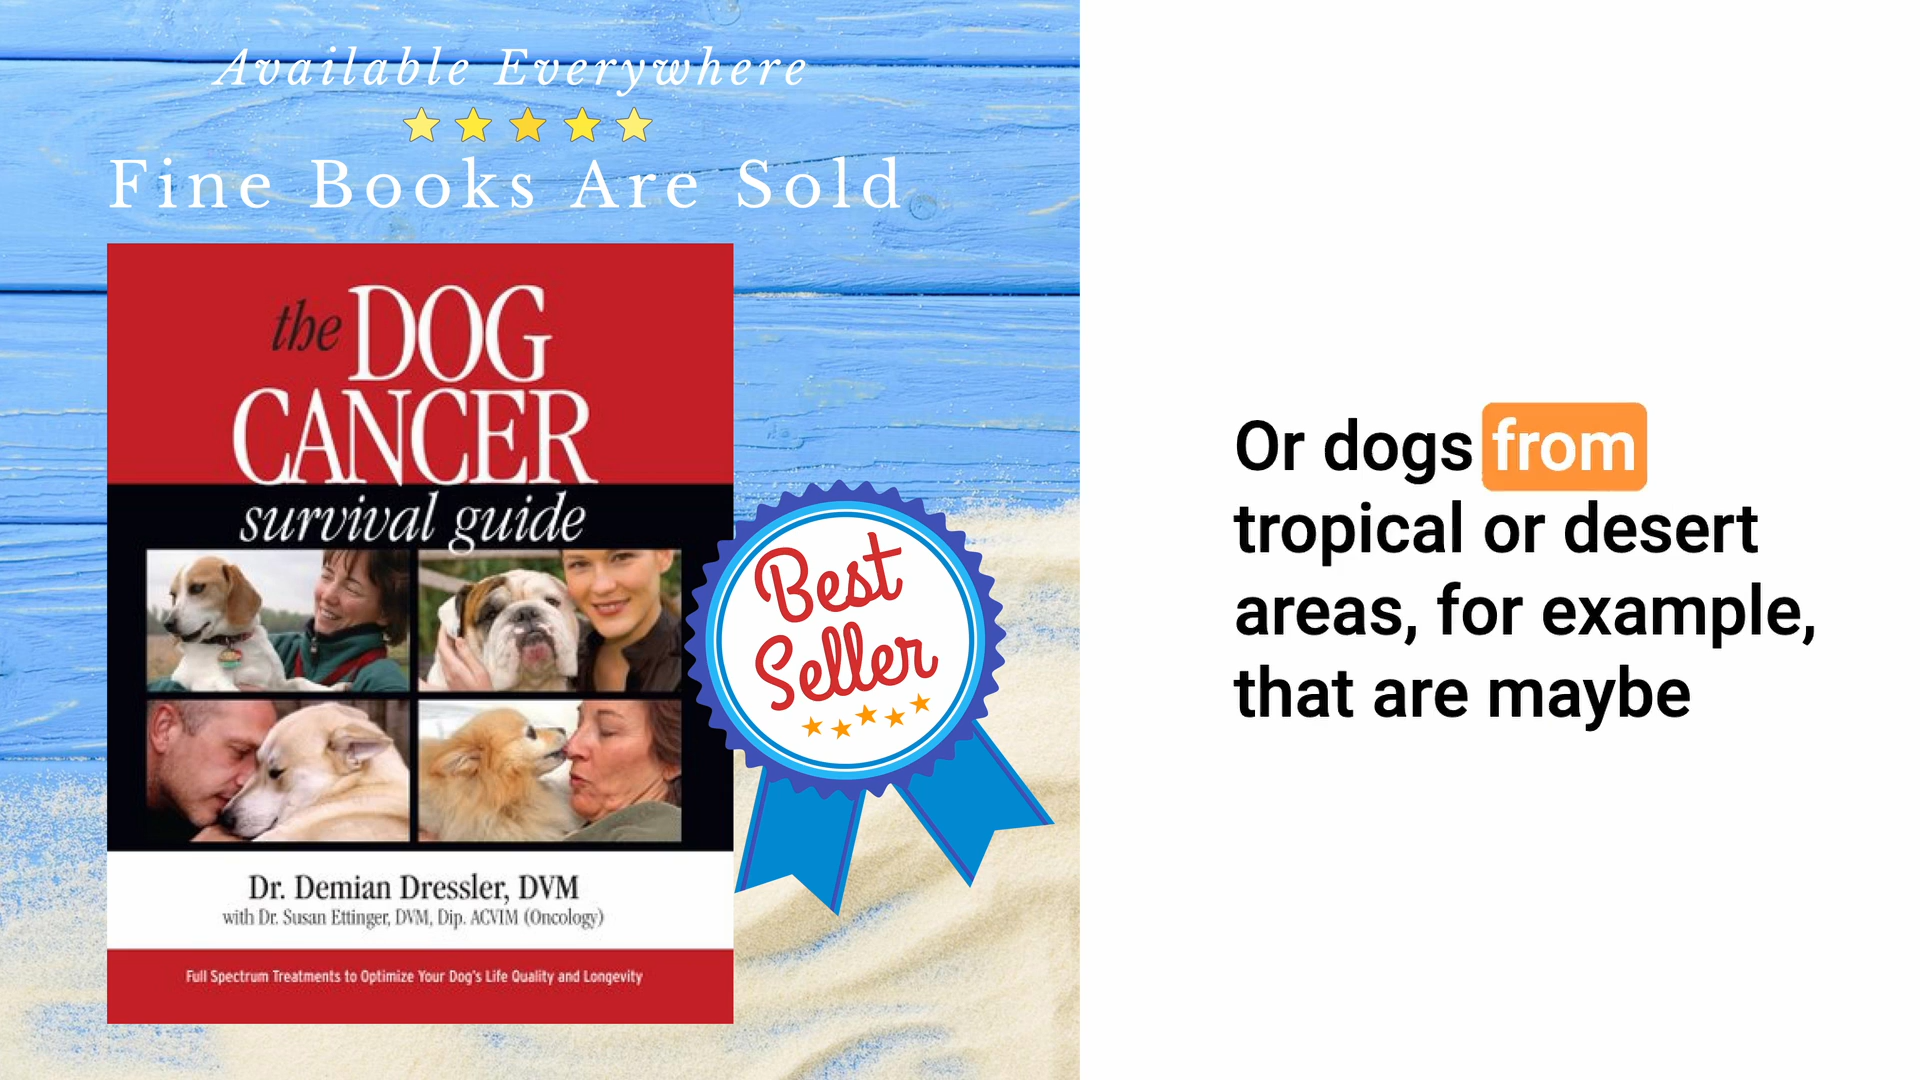 Available Everywhere
Fine Books Are Sold
the DOG
CANCER
survival guide
Dr. Demian Dressler, DVM
with Dr. Susan Ettinger, DVM, Dip. ACVIM (Oncology)
Full Spectrum Treatments to Optimize Your Dog's Life Quality and Longevity
Best
Seller
Or dogs from
tropical or desert
areas, for example,
that are maybe